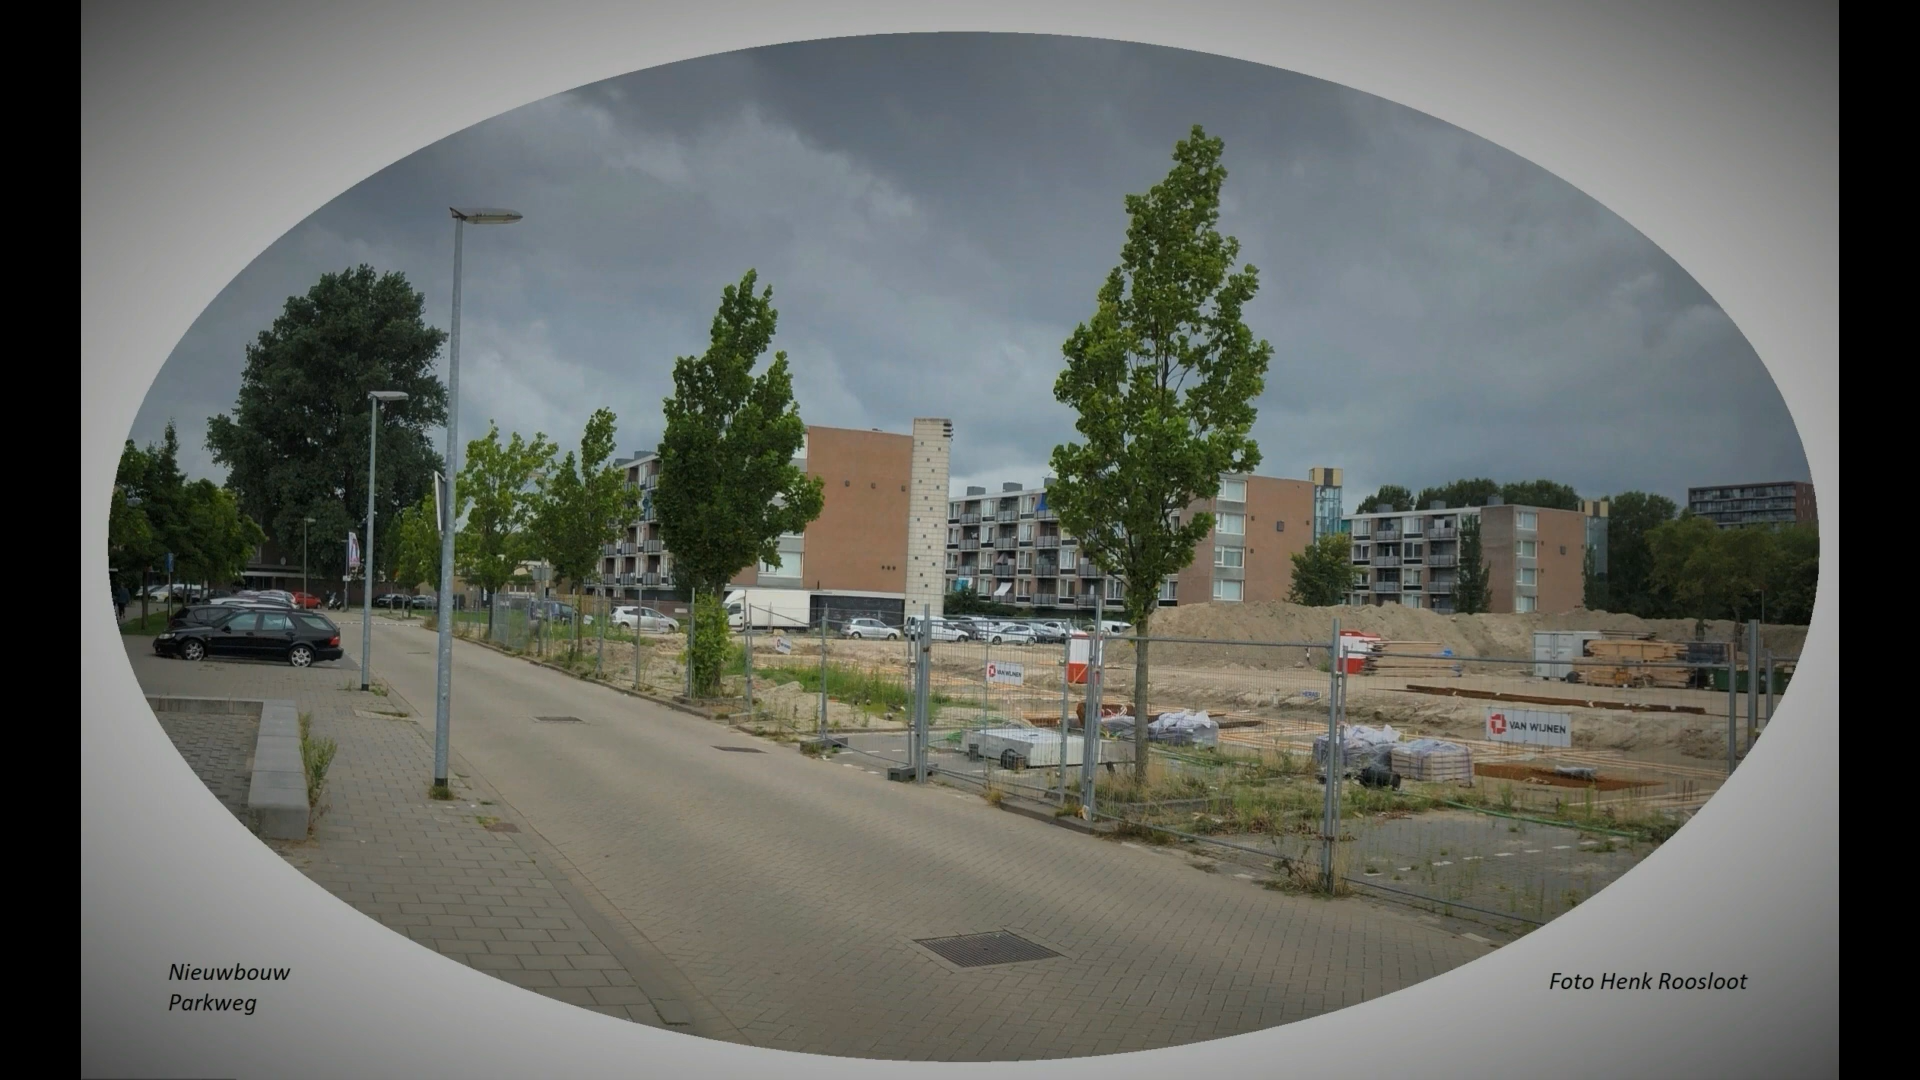 VAN WIJNEN
VAN WIJNEN
Nieuwbouw
Parkweg
Foto Henk Roosloot